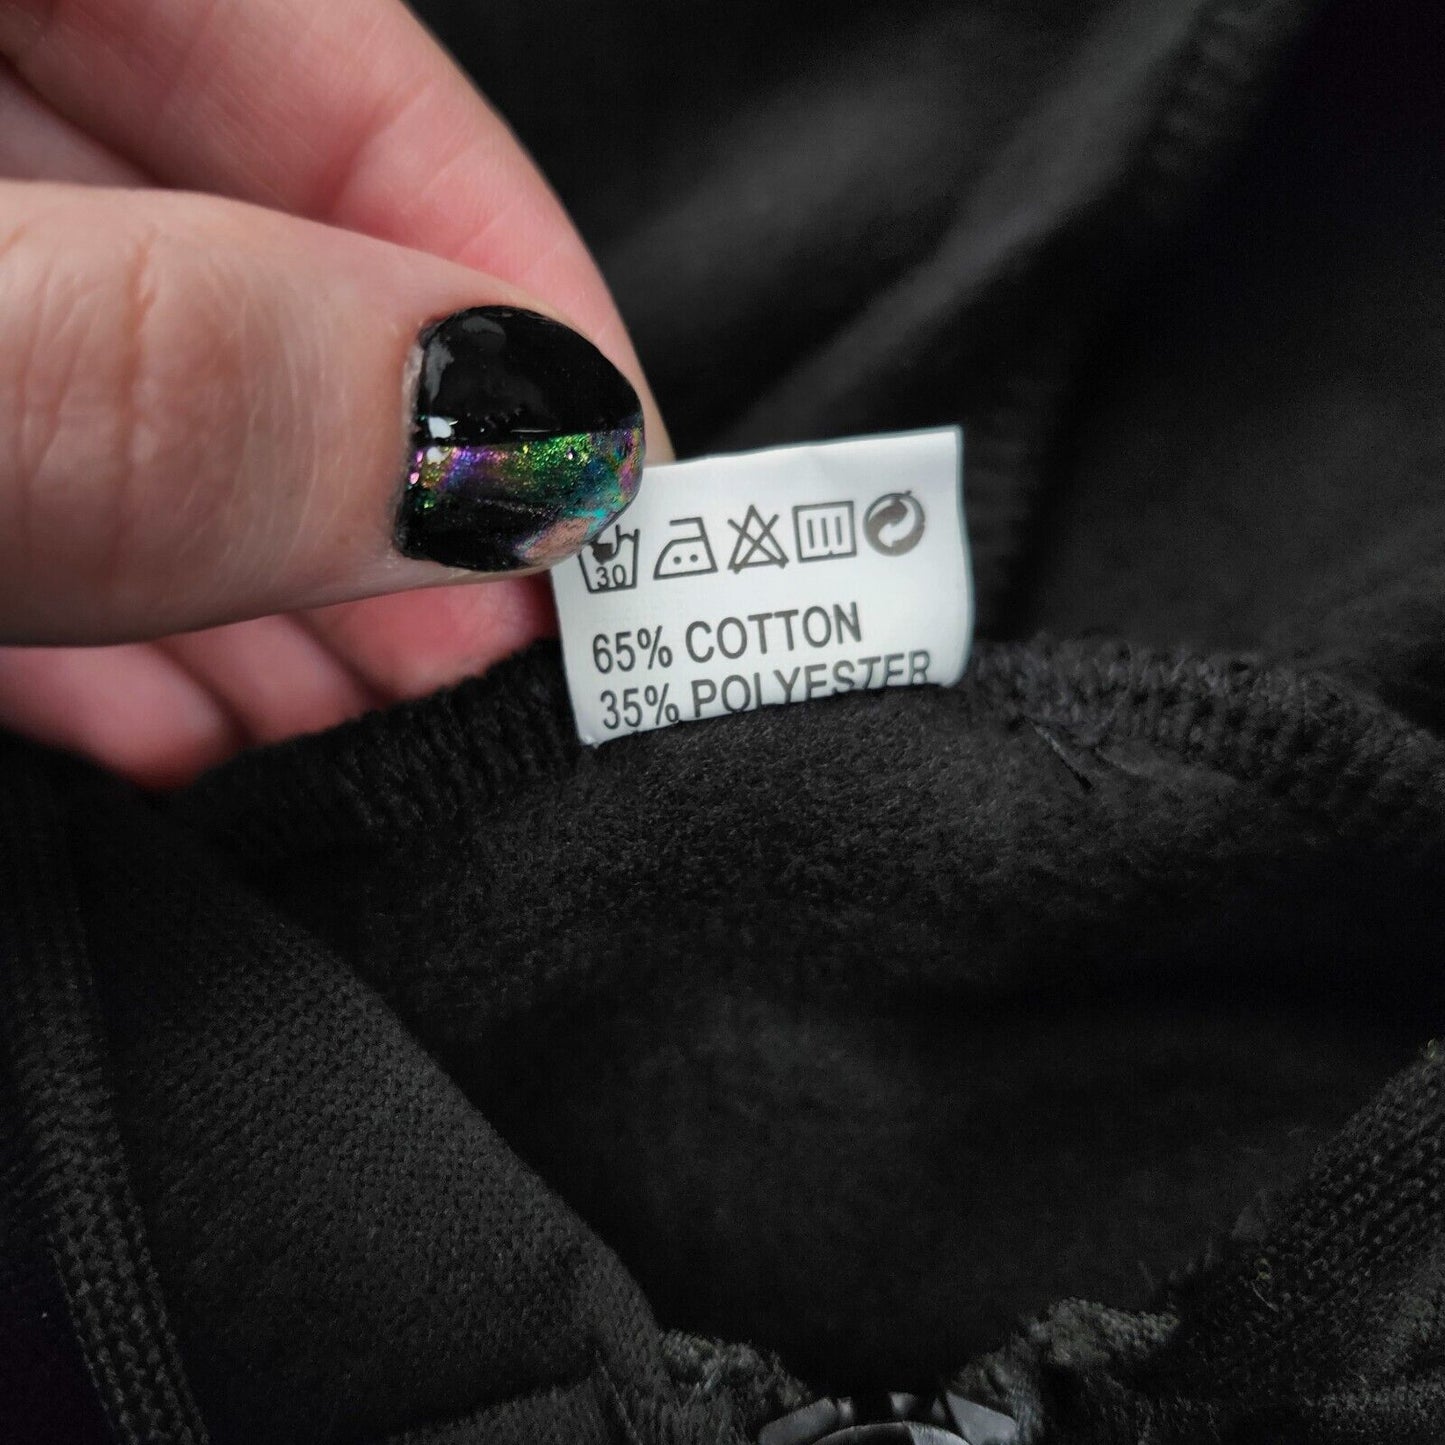 30
65% COTTON
35% POLYESTER